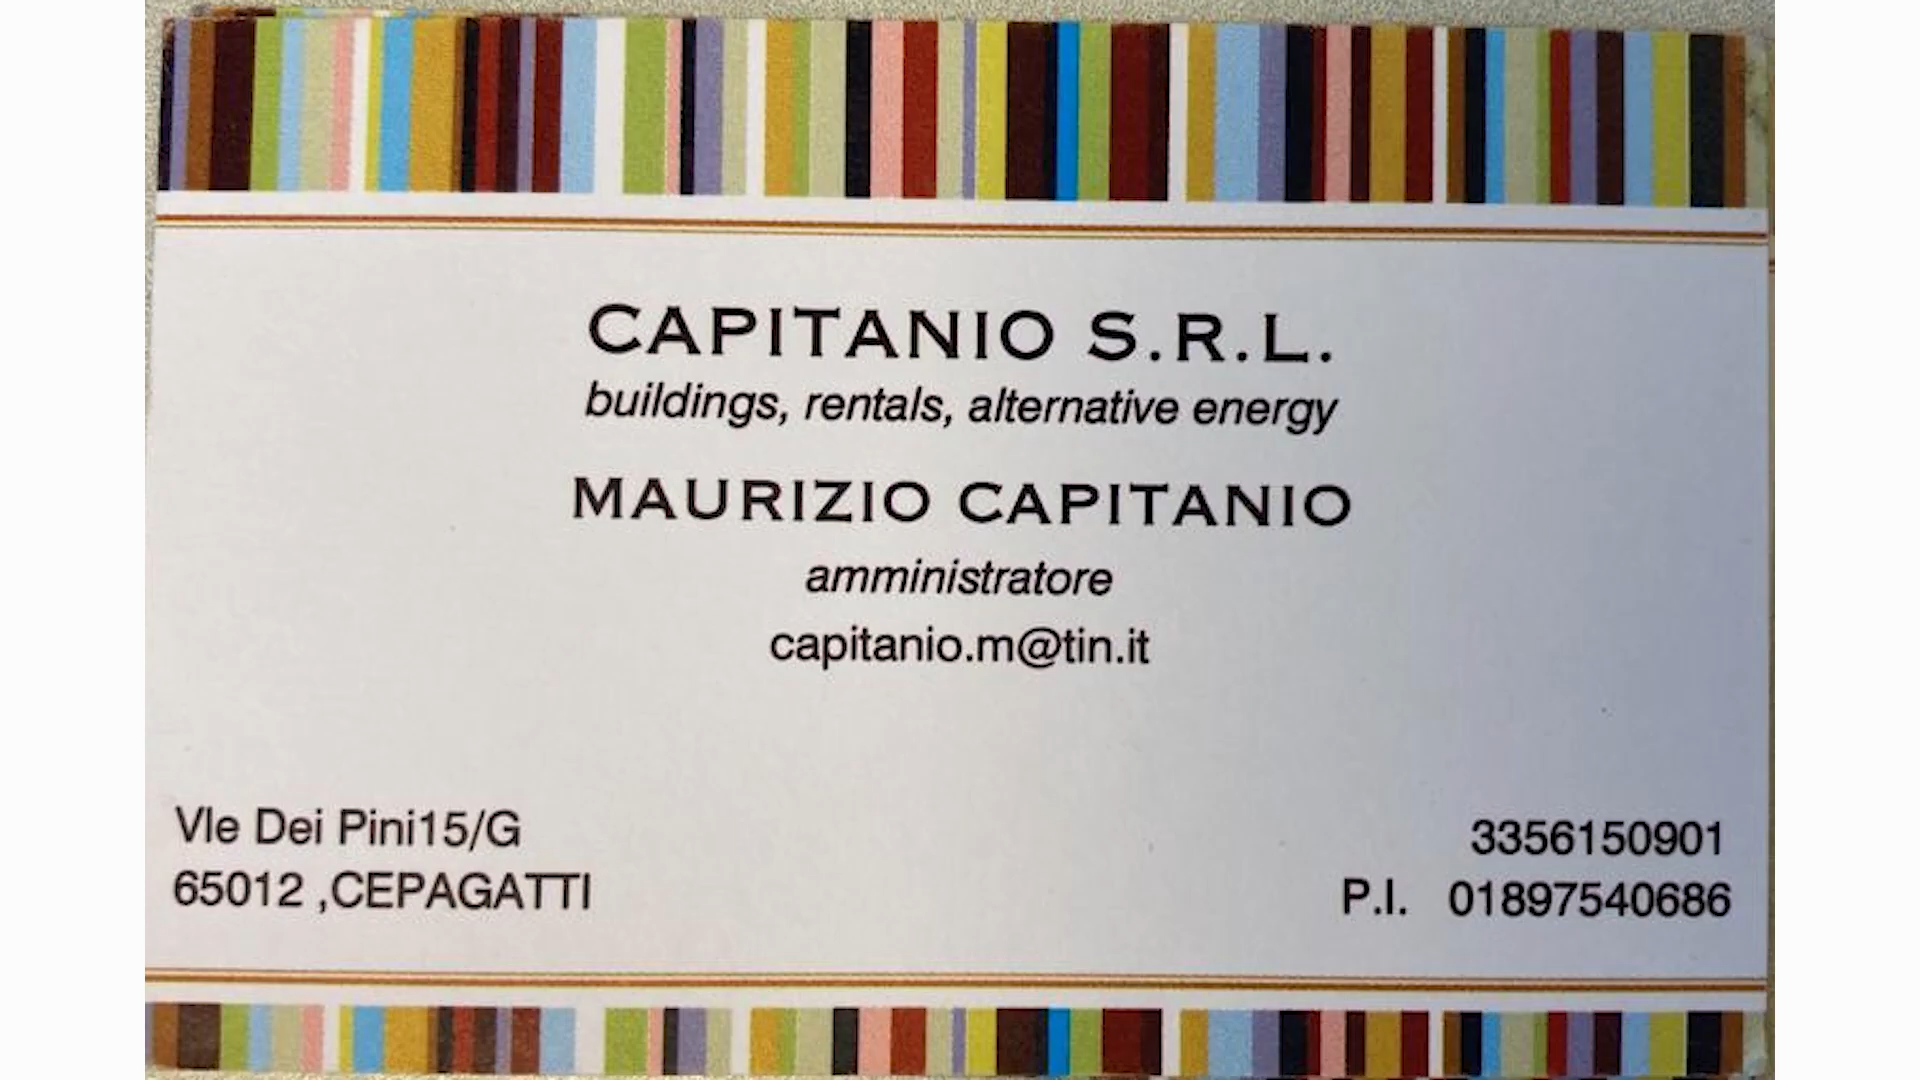 CAPITANIO S.R.L.
buildings, rentals, alternative energy
MAURIZIO CAPITANIO
amministratore
capitanio.m@tin.it
Vle Dei Pini15/G
65012 ,CEPAGATTI
3356150901
P.I. 01897540686